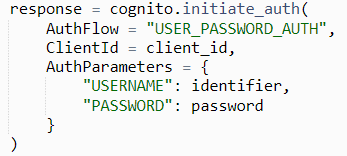 response = cognito.initiate_auth(
    AuthFlow = "USER_PASSWORD_AUTH",
    ClientId = client_id,
    AuthParameters = {
        "USERNAME": identifier,
        "PASSWORD": password
    }
)